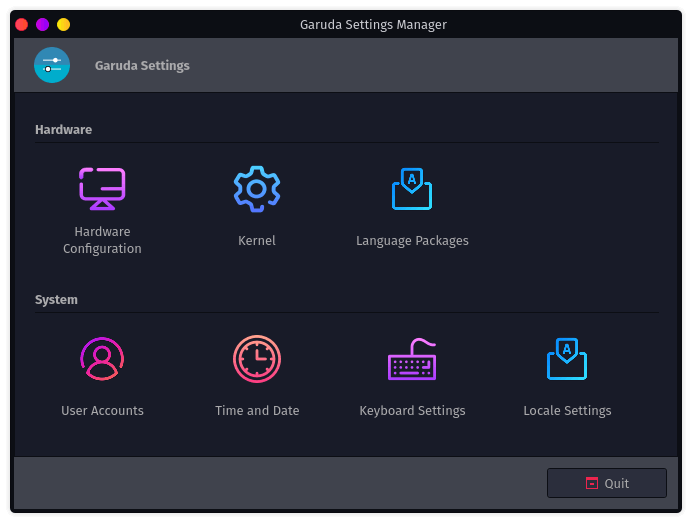 Garuda Settings Manager
Garuda Settings
Hardware
Hardware
Configuration
Kernel
A
Language Packages
System
User Accounts
Time and Date
Keyboard Settings
A
Locale Settings
Quit